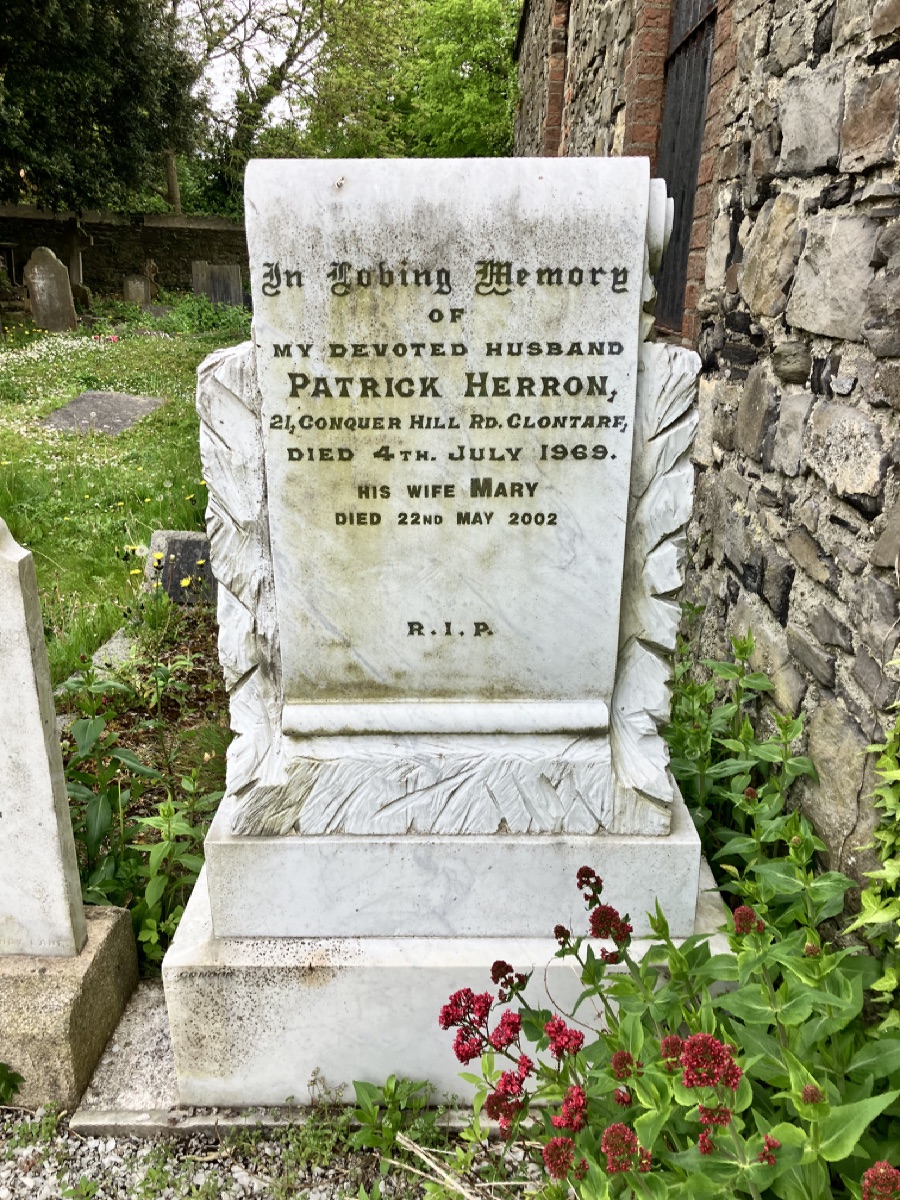 In Loving Memory
OF
MY DEVOTED HUSBAND
PATRICK HERRON,
21, CONQUER HILL RD. CLONTARF,
DIED 4TH. JULY 1969.
HIS WIFE MARY
DIED 22ND MAY 2002
R.I.P.